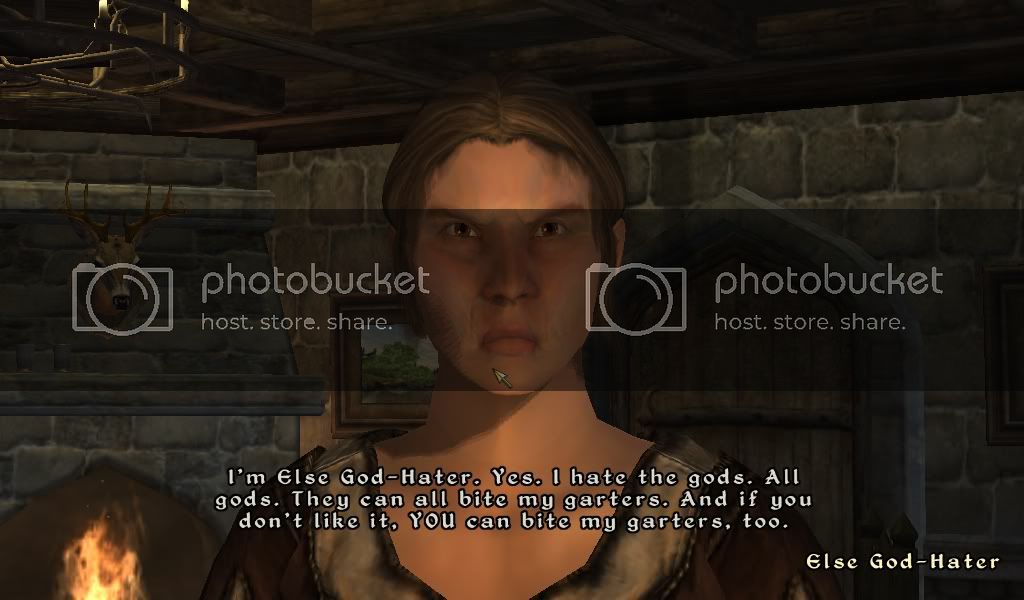 photobucket photobucket
host. store. share. host. store. share.
I'm Else God-Hater. Yes. I hate the gods. All
gods. They can all bite my garters. And if you
don't like it, YOU can bite my garters, too.
Else God-Hater